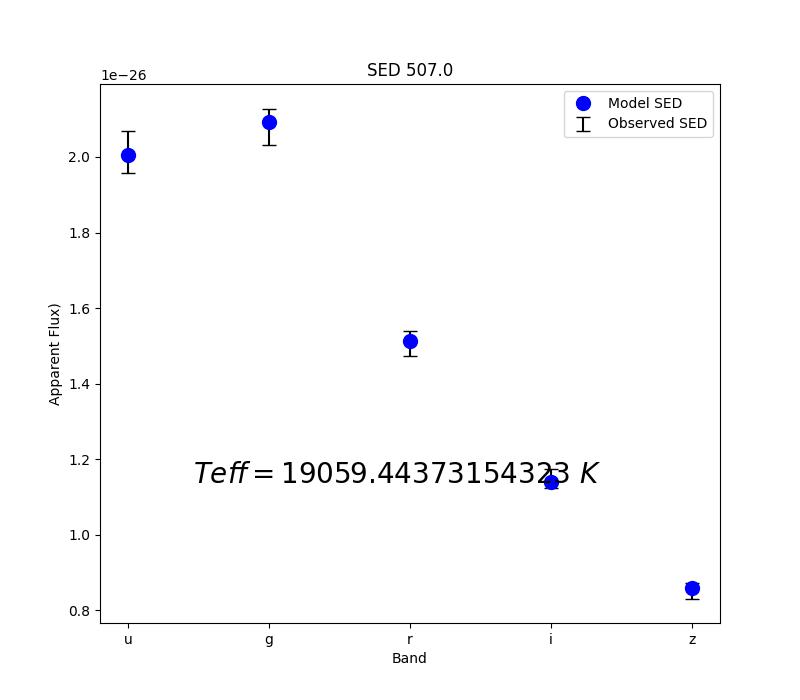 SED 507.0
1e−26
Model SED
Observed SED
2.0
1.8
1.6
1.4
1.2
1.0
0.8
Apparent Flux)
Teff = 19059.44373154323 K
u g r i z
Band